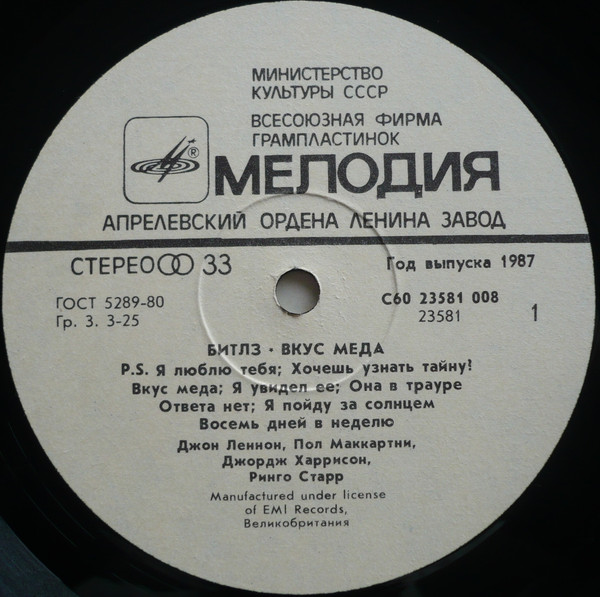 МИНИСТЕРСТВО
КУЛЬТУРЫ СССР
ВСЕСОЮЗНАЯ ФИРМА
ГРАМПЛАСТИНОК
®
МЕЛОДИЯ
АПРЕЛЕВСКИЙ ОРДЕНА ЛЕНИНА ЗАВОД
СТЕРЕО 33
Год выпуска 1987
ГОСТ 5289-80
Гр. 3. 3-25
С60 23581 008
23581
1
БИТЛЗ · ВКУС МЕДА
P.S. Я люблю тебя; Хочешь узнать тайну?
Вкус меда; Я увидел ее; Она в трауре
Ответа нет; Я пойду за солнцем
Восемь дней в неделю
Джон Леннон, Пол Маккартни,
Джордж Харрисон,
Ринго Старр
Manufactured under license
of EMI Records,
Великобритания